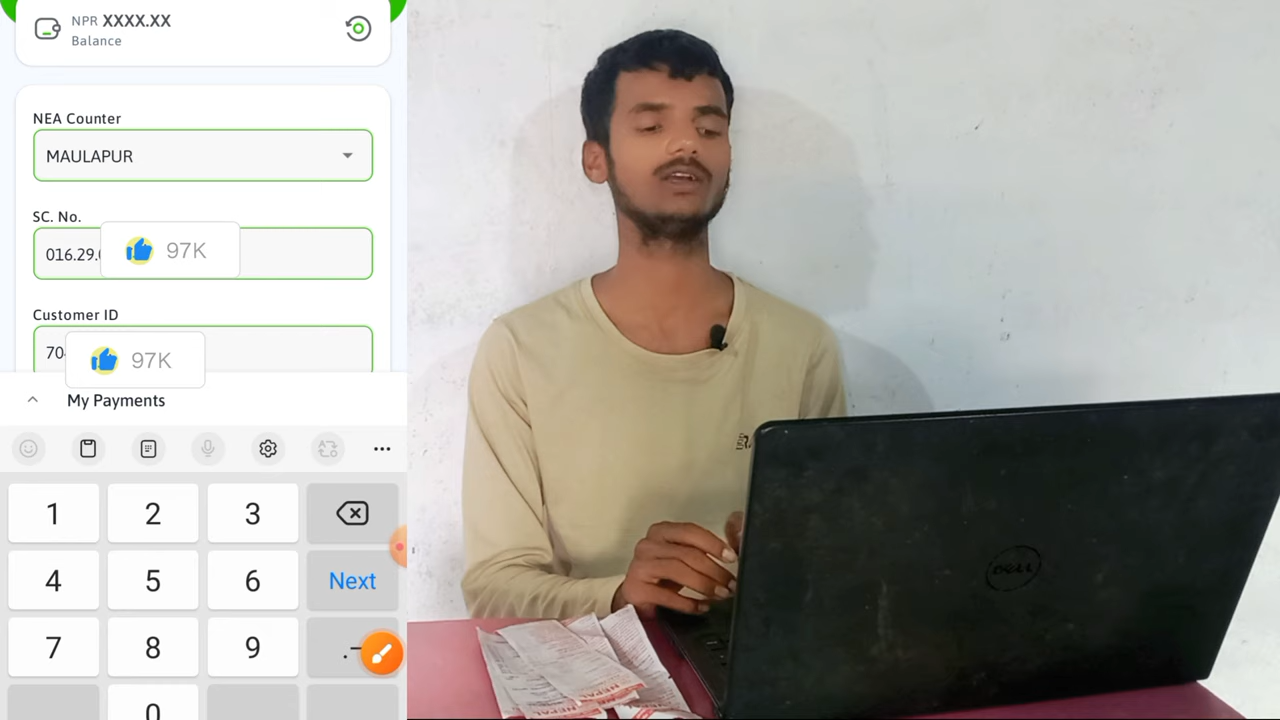 NPR XXXX.XX
Balance
NEA Counter
MAULAPUR
SC. No.
016.29.
97K
Customer ID
70
97K
My Payments
1 2 3
4 5 6 Next
7 8 9 .-
0
DELL
NEPAL